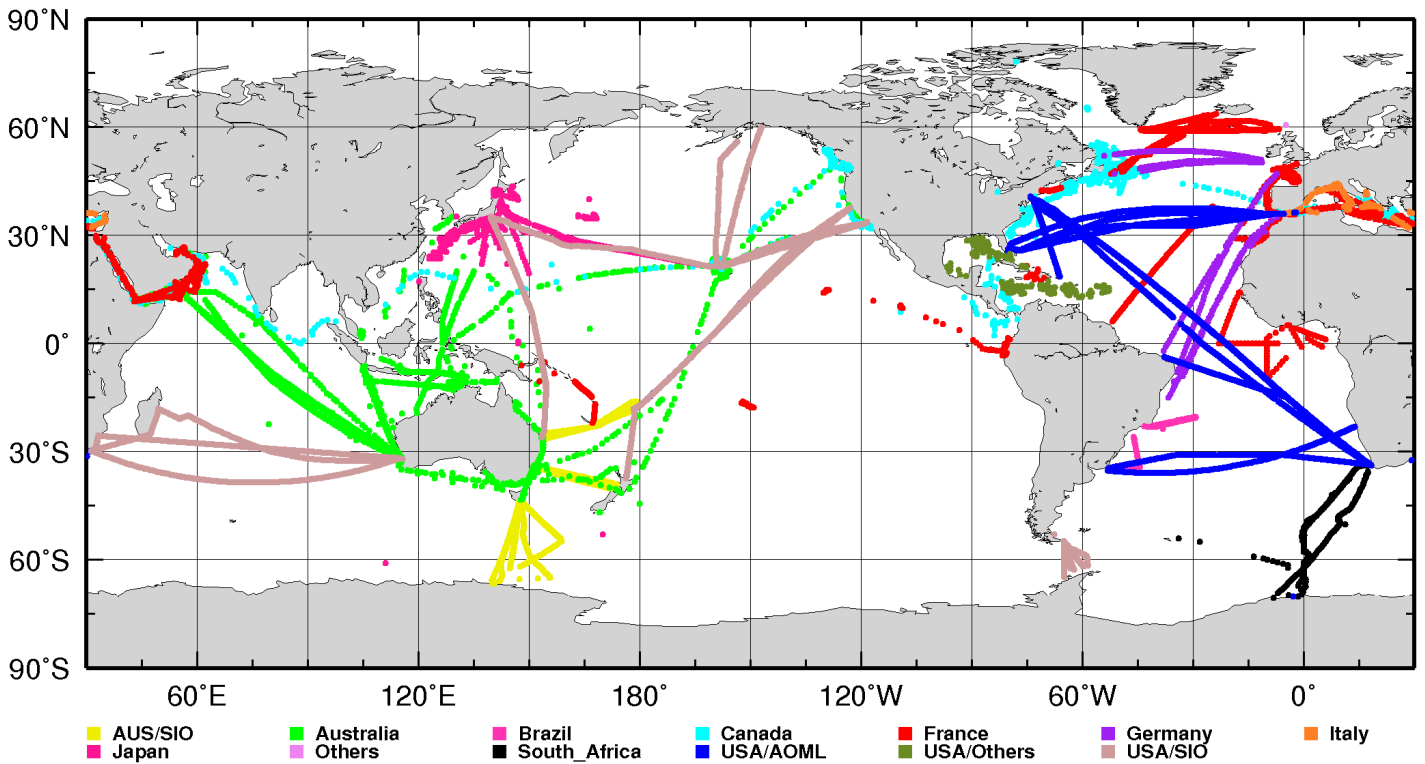 90°N
60°N
30°N
0°
30°S
60°S
90°S
60°E 120°E 180° 120°W 60°W 0°
AUS/SIO Australia Brazil Canada France Germany Italy
Japan Others South_Africa USA/AOML USA/Others USA/SIO